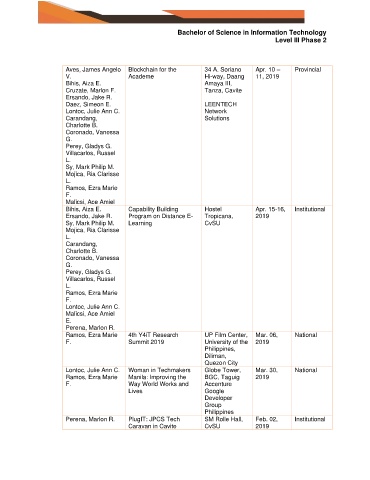 Bachelor of Science in Information Technology
Level III Phase 2
Aves, James Angelo
V.
Bihis, Aiza E.
Cruzate, Marlon F.
Ersando, Jake R.
Daez, Simeon E.
Lontoc, Julie Ann C.
Carandang,
Charlotte B.
Coronado, Vanessa
G.
Perey, Gladys G.
Villacarlos, Russel
L.
Sy, Mark Philip M.
Mojica, Ria Clarisse
L.
Ramos, Ezra Marie
F.
Malicsi, Ace Amiel
Blockchain for the
Academe
34 A. Soriano
Hi-way, Daang
Amaya III,
Tanza, Cavite
LEENTECH
Network
Solutions
Apr. 10 –
11, 2019
Provincial
Bihis, Aiza E.
Ersando, Jake R.
Sy, Mark Philip M.
Mojica, Ria Clarisse
L.
Carandang,
Charlotte B.
Coronado, Vanessa
G.
Perey, Gladys G.
Villacarlos, Russel
L.
Ramos, Ezra Marie
F.
Lontoc, Julie Ann C.
Malicsi, Ace Amiel
E.
Perena, Marlon R.
Capability Building
Program on Distance E-
Learning
Hostel
Tropicana,
CvSU
Apr. 15-16,
2019
Institutional
Ramos, Ezra Marie
F.
4th Y4iT Research
Summit 2019
UP Film Center,
University of the
Philippines,
Diliman,
Quezon City
Mar. 06,
2019
National
Lontoc, Julie Ann C.
Ramos, Ezra Marie
F.
Woman in Techmakers
Manila: Improving the
Way World Works and
Lives
Globe Tower,
BGC, Taguig
Accenture
Google
Developer
Group
Philippines
Mar. 30,
2019
National
Perena, Marlon R.
PlugIT: JPCS Tech
Caravan in Cavite
SM Rolle Hall,
CvSU
Feb. 02,
2019
Institutional